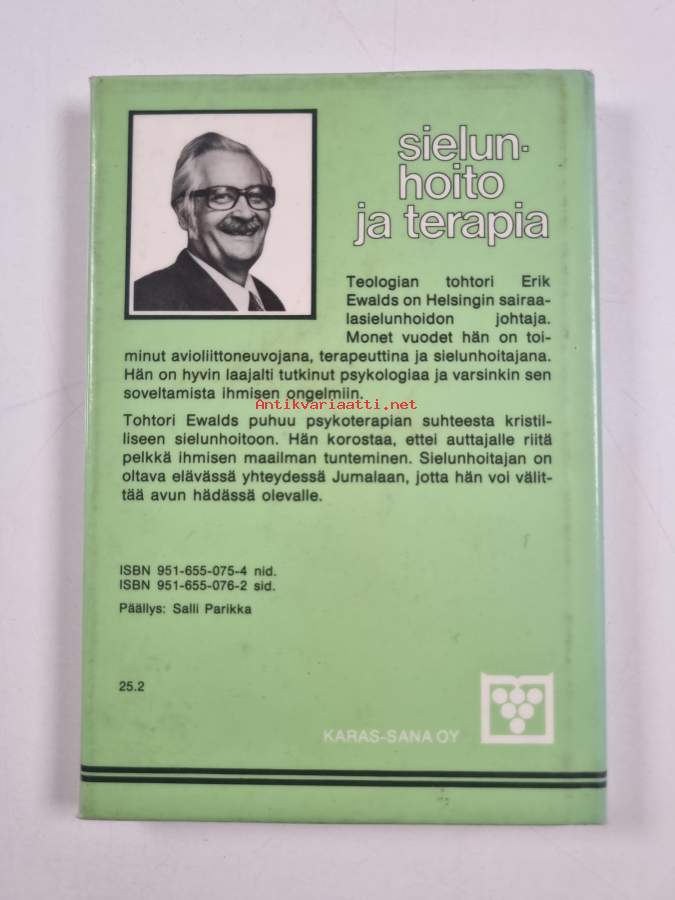 sielun-
hoito
ja terapia
Teologian tohtori Erik
Ewalds on Helsingin sairaa-
lasielunhoidon johtaja.
Monet vuodet hän on toi-
minut avioliittoneuvojana, terapeuttina ja sielunhoitajana.
Hän on hyvin laajalti tutkinut psykologiaa ja varsinkin sen
soveltamista ihmisen ongelmiin.
Antikvariaatti.net
Tohtori Ewalds puhuu psykoterapian suhteesta kristil-
liseen sielunhoitoon. Hän korostaa, ettei auttajalle riitä
pelkkä ihmisen maailman tunteminen. Sielunhoitajan on
oltava elävässä yhteydessä Jumalaan, jotta hän voi välit-
tää avun hädässä olevalle.
ISBN 951-655-075-4 nid.
ISBN 951-655-076-2 sid.
Päällys: Salli Parikka
25.2
KARAS-SANA OY